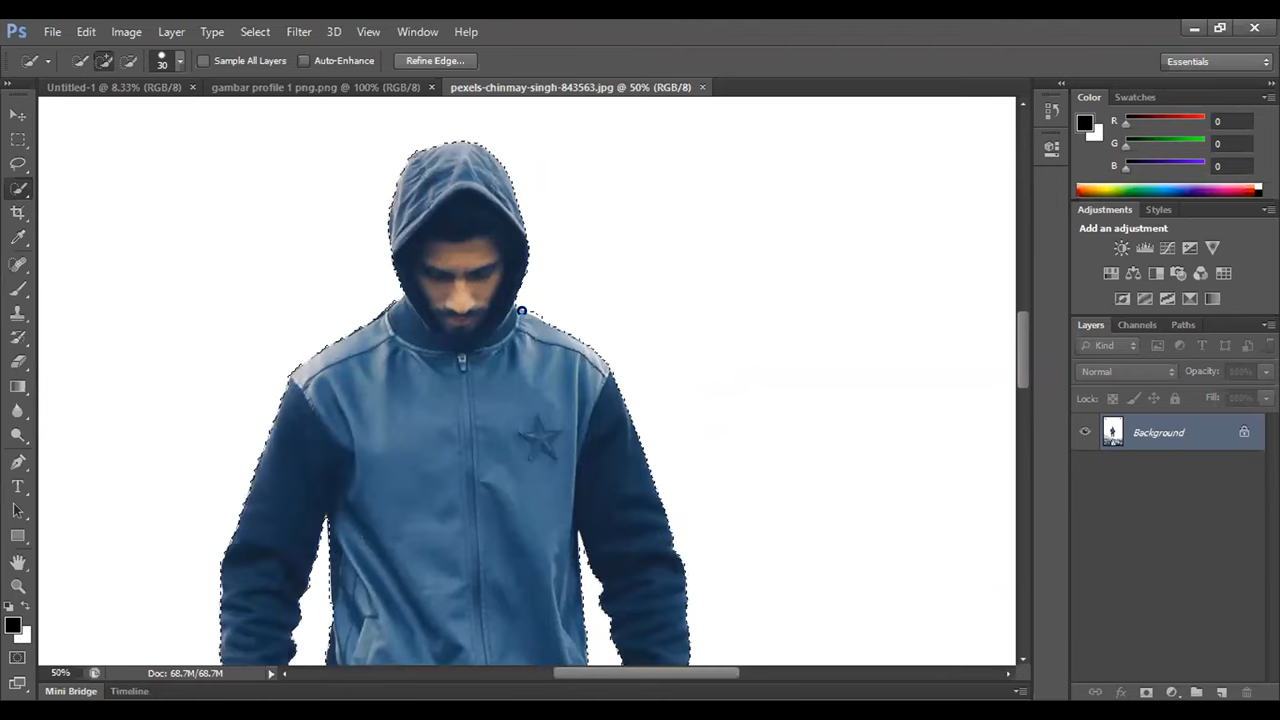 Ps File Edit Image Layer Type Select Filter 3D View Window Help
30 Sample All Layers Auto-Enhance Refine Edge... Essentials
Untitled-1 @ 8.33% (RGB/8) × gambar profile 1 png.png @ 100% (RGB/8) × pexels-chinmay-singh-843563.jpg @ 50% (RGB/8) ×
Color Swatches
R 0
G 0
B 0
Adjustments Styles
Add an adjustment
Layers Channels Paths
Kind
Normal Opacity:
Lock: Fill:
Background
50% Doc: 68.7M/68.7M
Mini Bridge Timeline